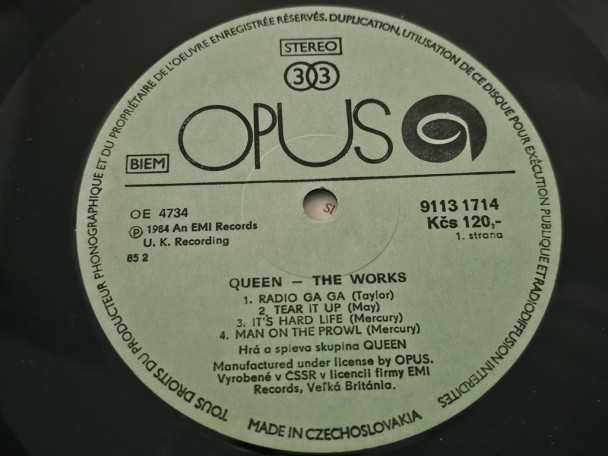 TOUS DROITS DU PRODUCTEUR PHONOGRAPHIQUE ET DU PROPRIÉTAIRE DE L'OEUVRE ENREGISTRÉE RÉSERVÉS. DUPLICATION, UTILISATION DE CE DISQUE POUR EXÉCUTION PUBLIQUE ET RADIODIFFUSION INTERDITES
STEREO
33
OPUS
BIEM
OE 4734
Ⓟ 1984 An EMI Records
U. K. Recording
85 2
9113 1714
Kčs 120,-
1. strana
QUEEN — THE WORKS
1. RADIO GA GA (Taylor)
2. TEAR IT UP (May)
3. IT'S HARD LIFE (Mercury)
4. MAN ON THE PROWL (Mercury)
Hrá a spieva skupina QUEEN
Manufactured under license by OPUS.
Vyrobené v ČSSR v licencii firmy EMI
Records, Veľká Británia.
MADE IN CZECHOSLOVAKIA